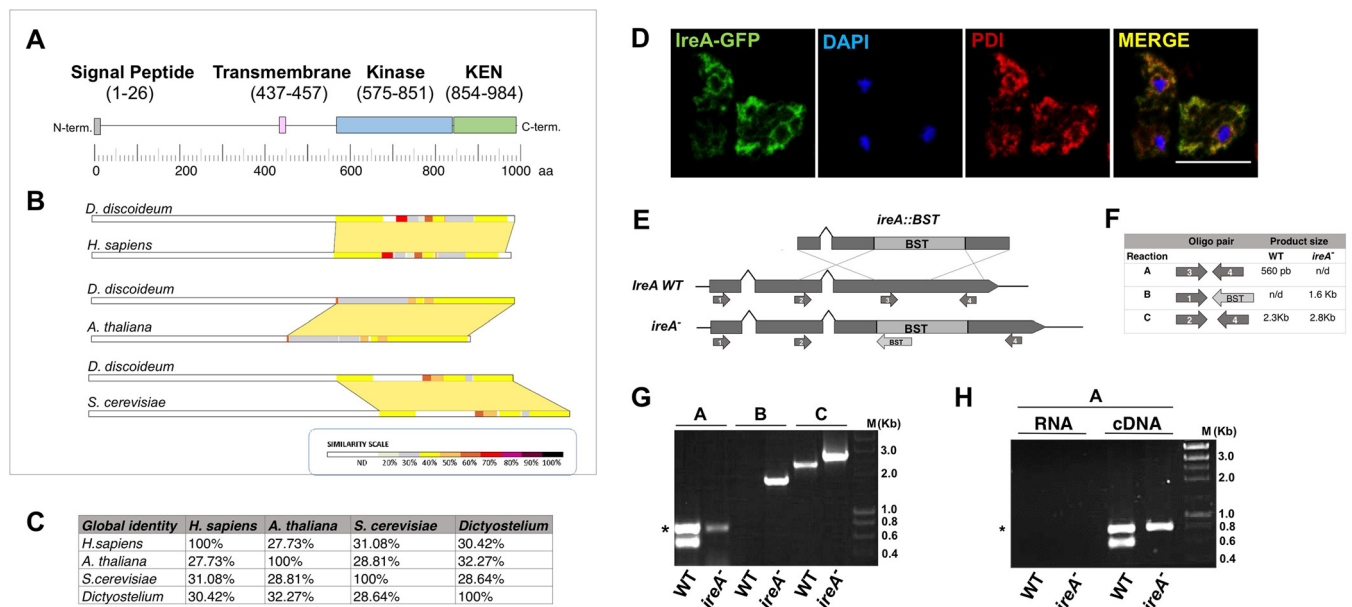 A
Signal Peptide
(1-26)
Transmembrane
(437-457)
Kinase
(575-851)
KEN
(854-984)
N-term.
C-term.
0 200 400 600 800 1000 aa
B
D. discoideum
H. sapiens
D. discoideum
A. thaliana
D. discoideum
S. cerevisiae
SIMILARITY SCALE
ND 20% 30% 40% 50% 60% 70% 80% 90% 100%
C
Global identity H. sapiens A. thaliana S. cerevisiae Dictyostelium
H.sapiens 100% 27.73% 31.08% 30.42%
A. thaliana 27.73% 100% 28.81% 32.27%
S.cerevisiae 31.08% 28.81% 100% 28.64%
Dictyostelium 30.42% 32.27% 28.64% 100%
D
IreA-GFP
DAPI
PDI
MERGE
E
ireA::BST
BST
IreA WT
1 2 3 4
ireA-
BST
1 2 BST 4
F
Oligo pair Product size
Reaction WT ireA-
A 3 4 560 pb n/d
B 1 BST n/d 1.6 Kb
C 2 4 2.3Kb 2.8Kb
G
A B C
M (Kb)
3.0
2.0
1.0
0.8
0.6
0.4
*
WT ireA- WT ireA- WT ireA-
H
A
RNA cDNA
M (Kb)
3.0
2.0
1.0
0.8
0.6
0.4
*
WT ireA- WT ireA-